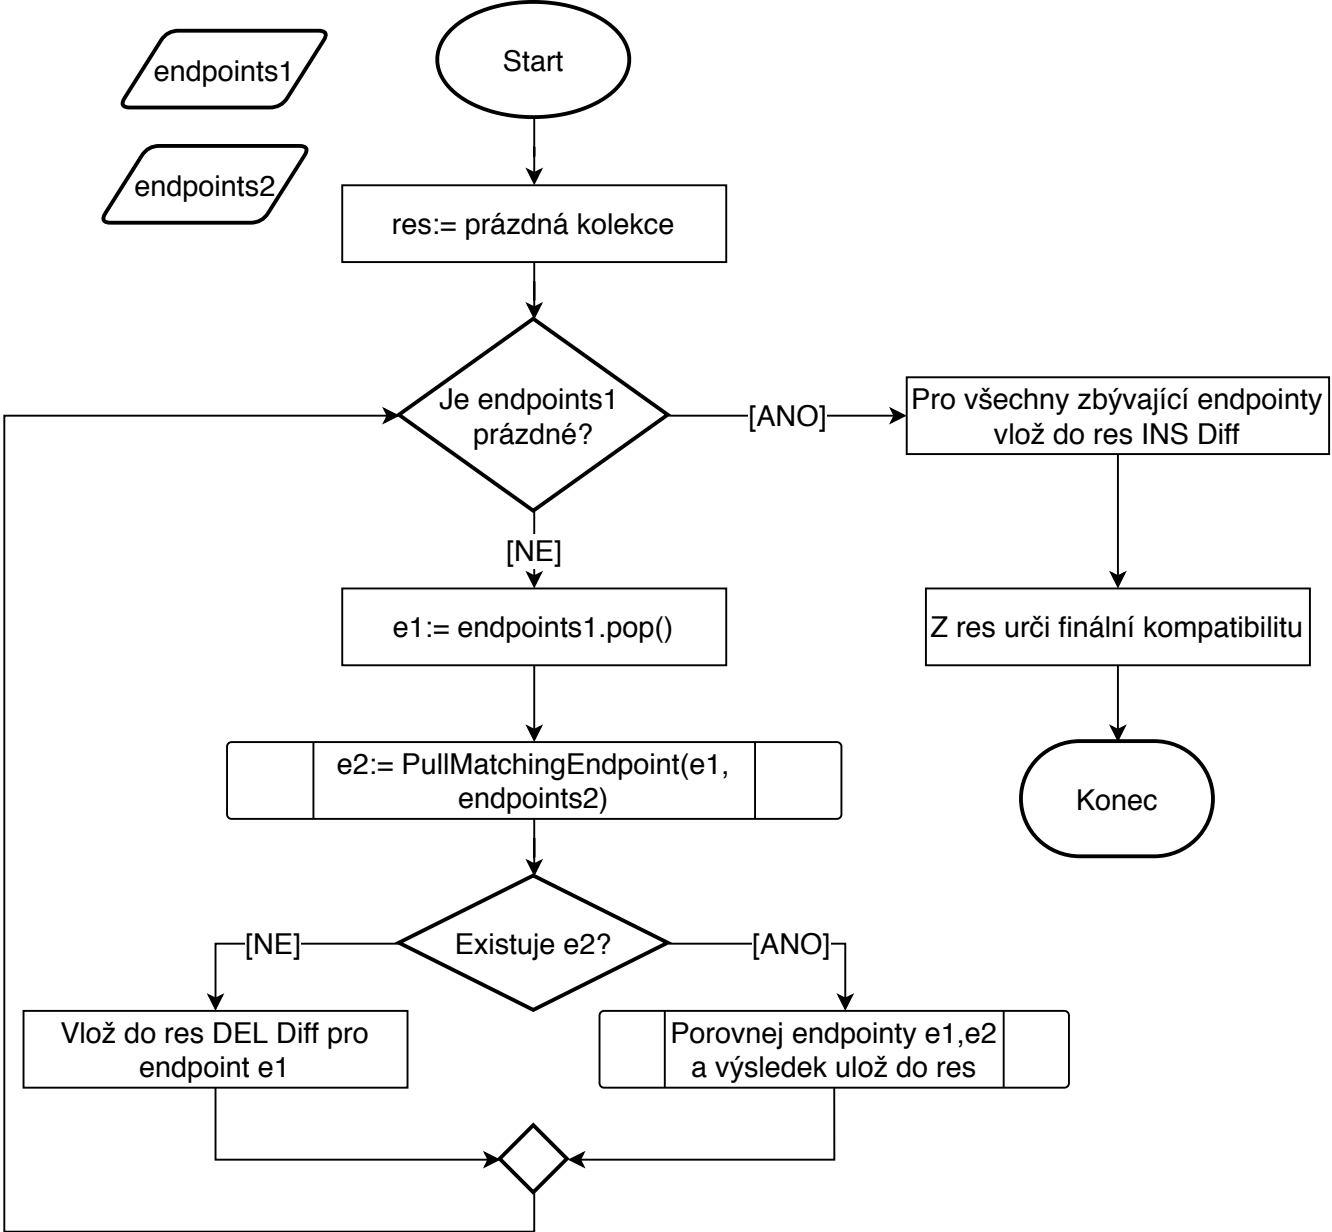 endpoints1
Start
endpoints2
res:= prázdná kolekce
Je endpoints1
prázdné?
[ANO]
Pro všechny zbývající endpointy
vlož do res INS Diff
[NE]
e1:= endpoints1.pop()
Z res urči finální kompatibilitu
e2:= PullMatchingEndpoint(e1,
endpoints2)
Konec
[NE]
Existuje e2?
[ANO]
Vlož do res DEL Diff pro
endpoint e1
Porovnej endpointy e1,e2
a výsledek ulož do res